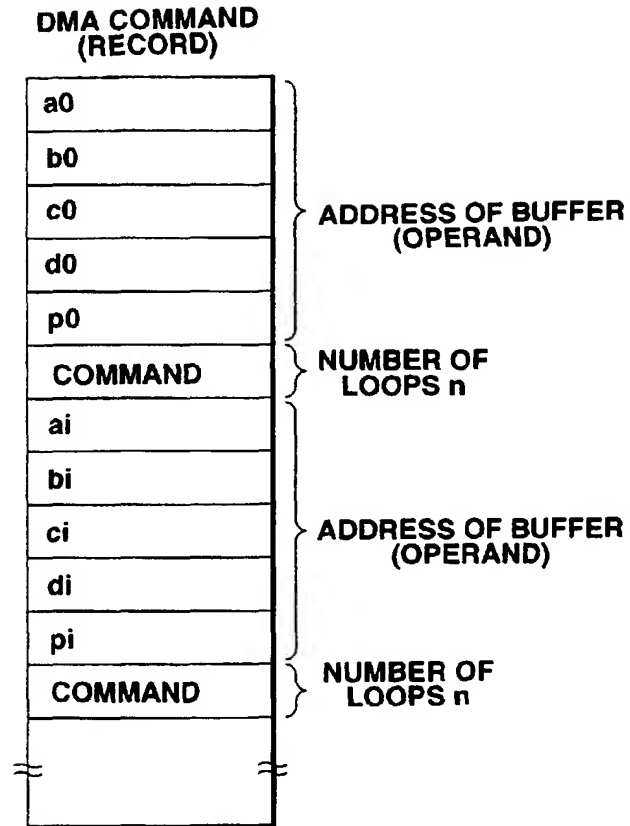 DMA COMMAND
(RECORD)
a0
b0
c0
d0
p0
ADDRESS OF BUFFER
(OPERAND)
COMMAND
NUMBER OF
LOOPS n
ai
bi
ci
di
pi
ADDRESS OF BUFFER
(OPERAND)
COMMAND
NUMBER OF
LOOPS n